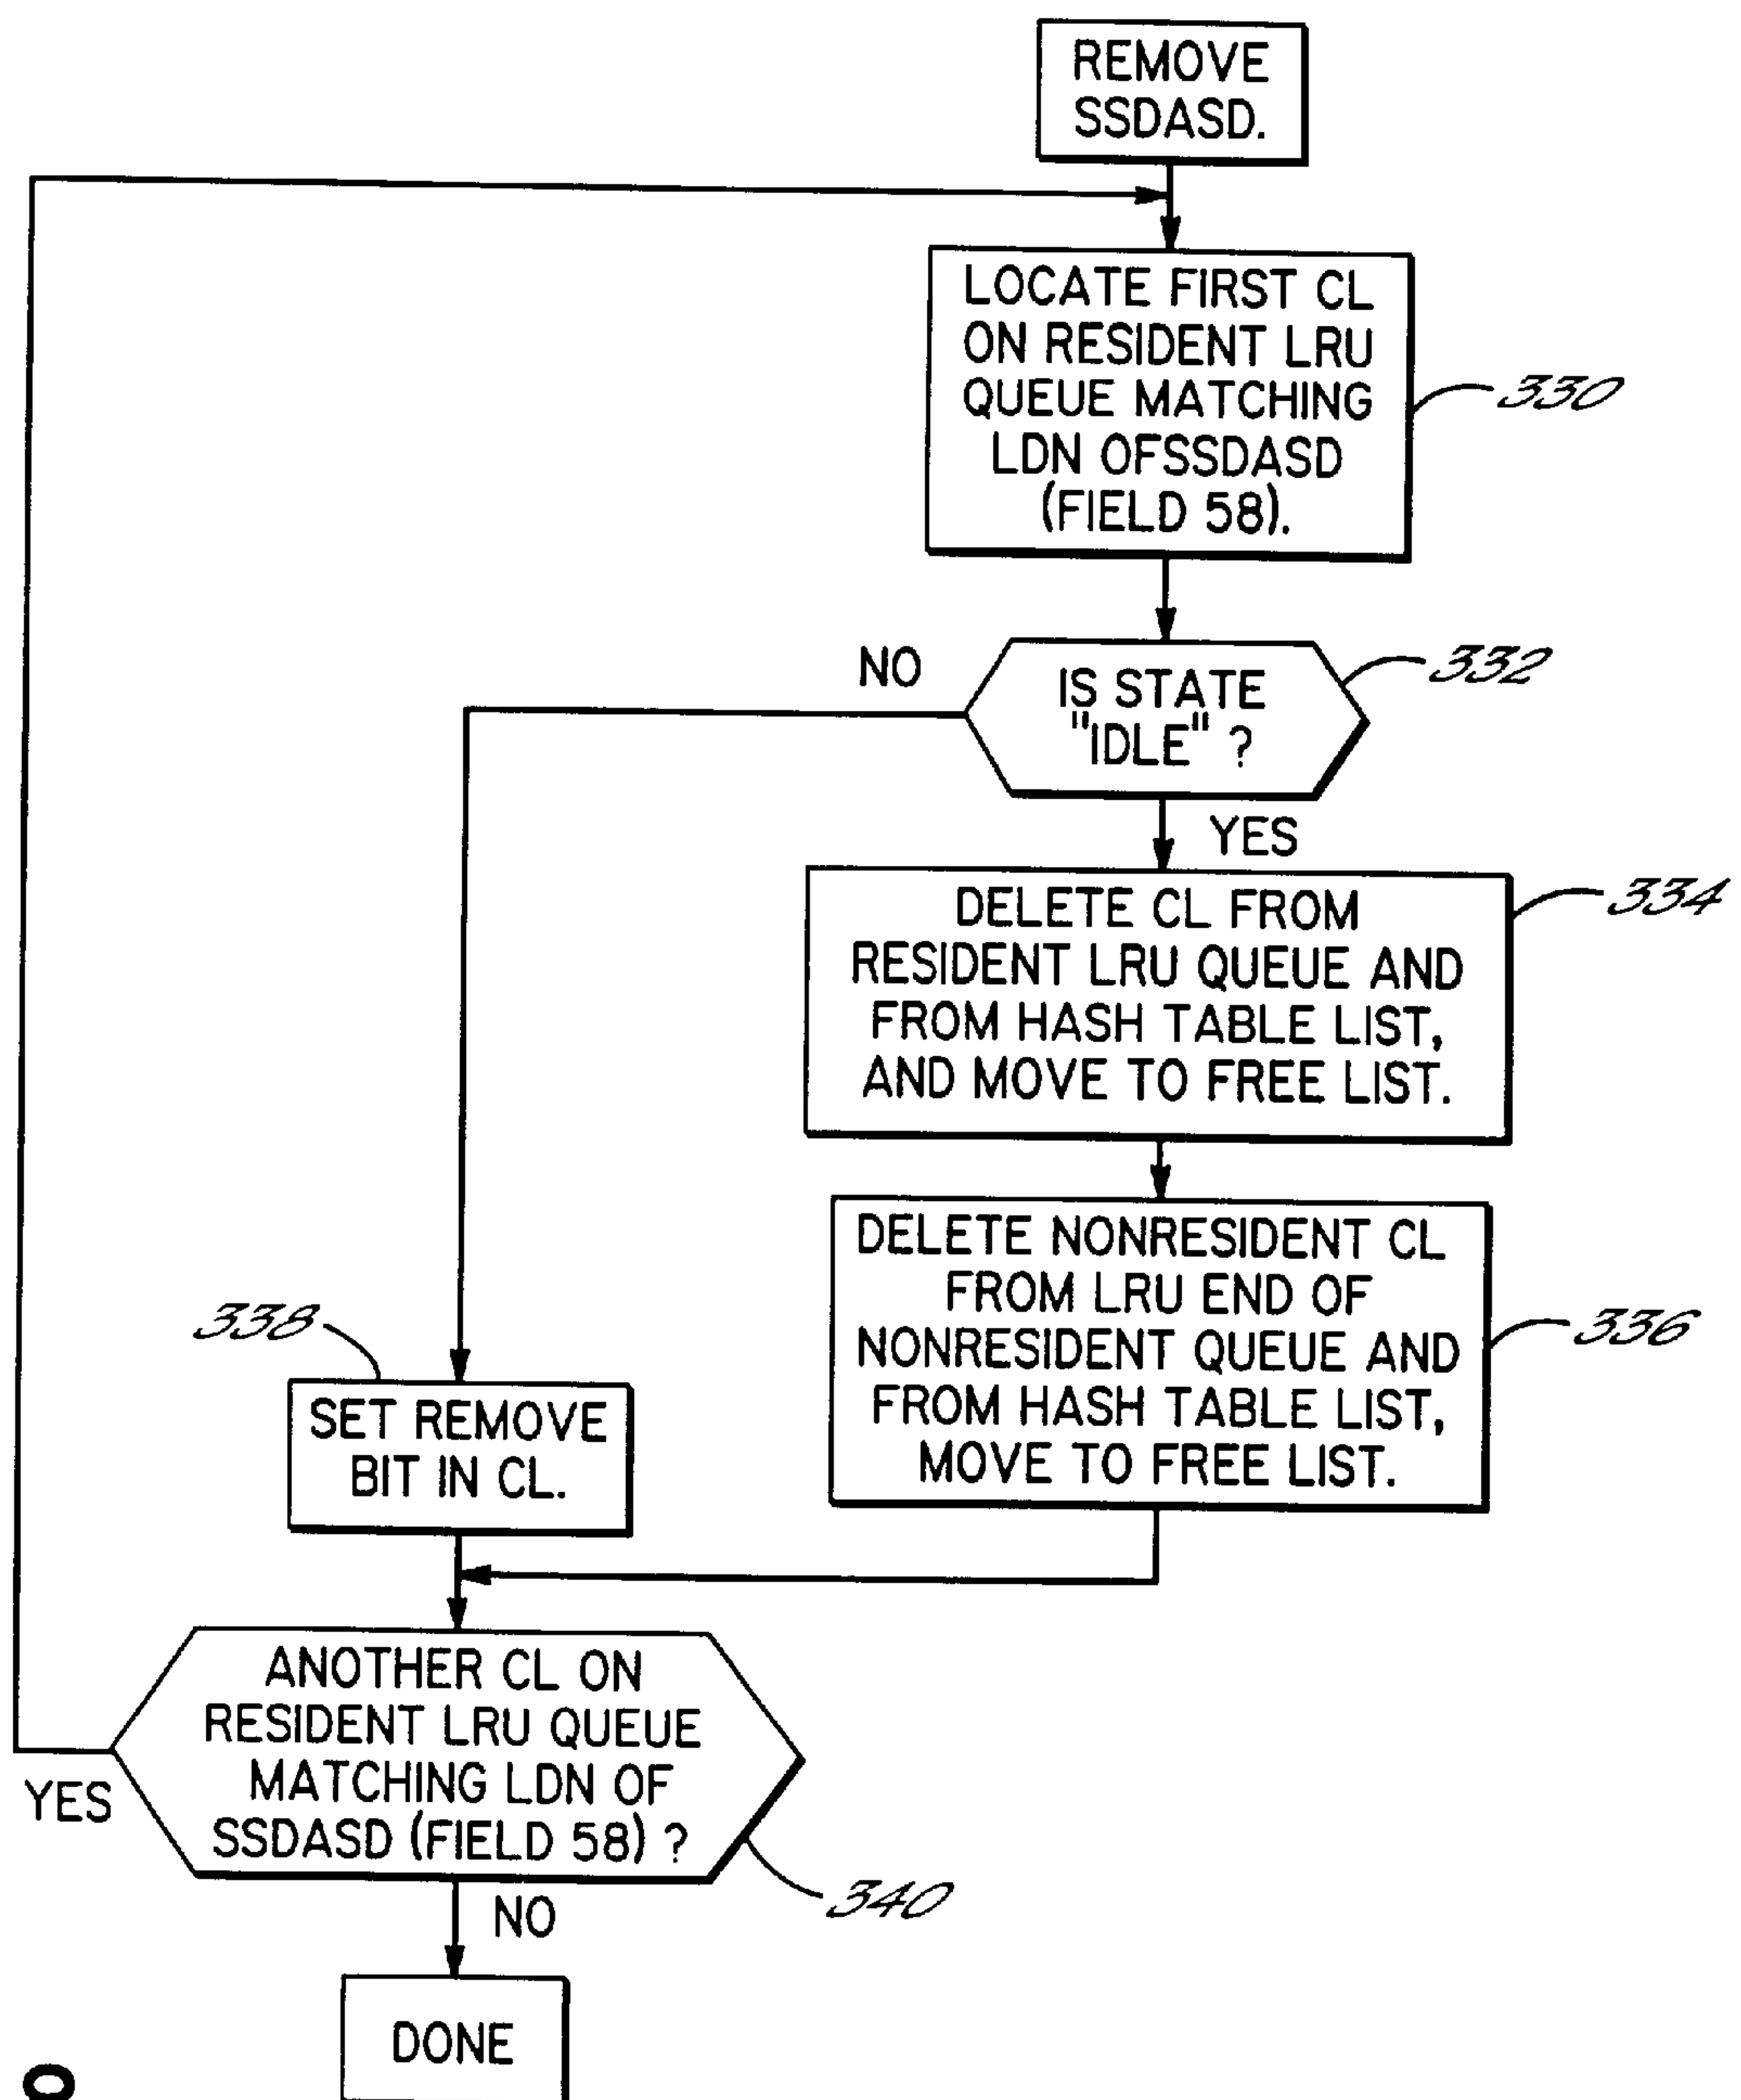 REMOVE
SSDASD.
LOCATE FIRST CL
ON RESIDENT LRU
QUEUE MATCHING
LDN OFSSDASD
(FIELD 58).
330
NO
IS STATE
"IDLE" ?
332
YES
DELETE CL FROM
RESIDENT LRU QUEUE AND
FROM HASH TABLE LIST,
AND MOVE TO FREE LIST.
334
DELETE NONRESIDENT CL
FROM LRU END OF
NONRESIDENT QUEUE AND
FROM HASH TABLE LIST,
MOVE TO FREE LIST.
336
338
SET REMOVE
BIT IN CL.
ANOTHER CL ON
RESIDENT LRU QUEUE
MATCHING LDN OF
SSDASD (FIELD 58) ?
YES
340
NO
DONE